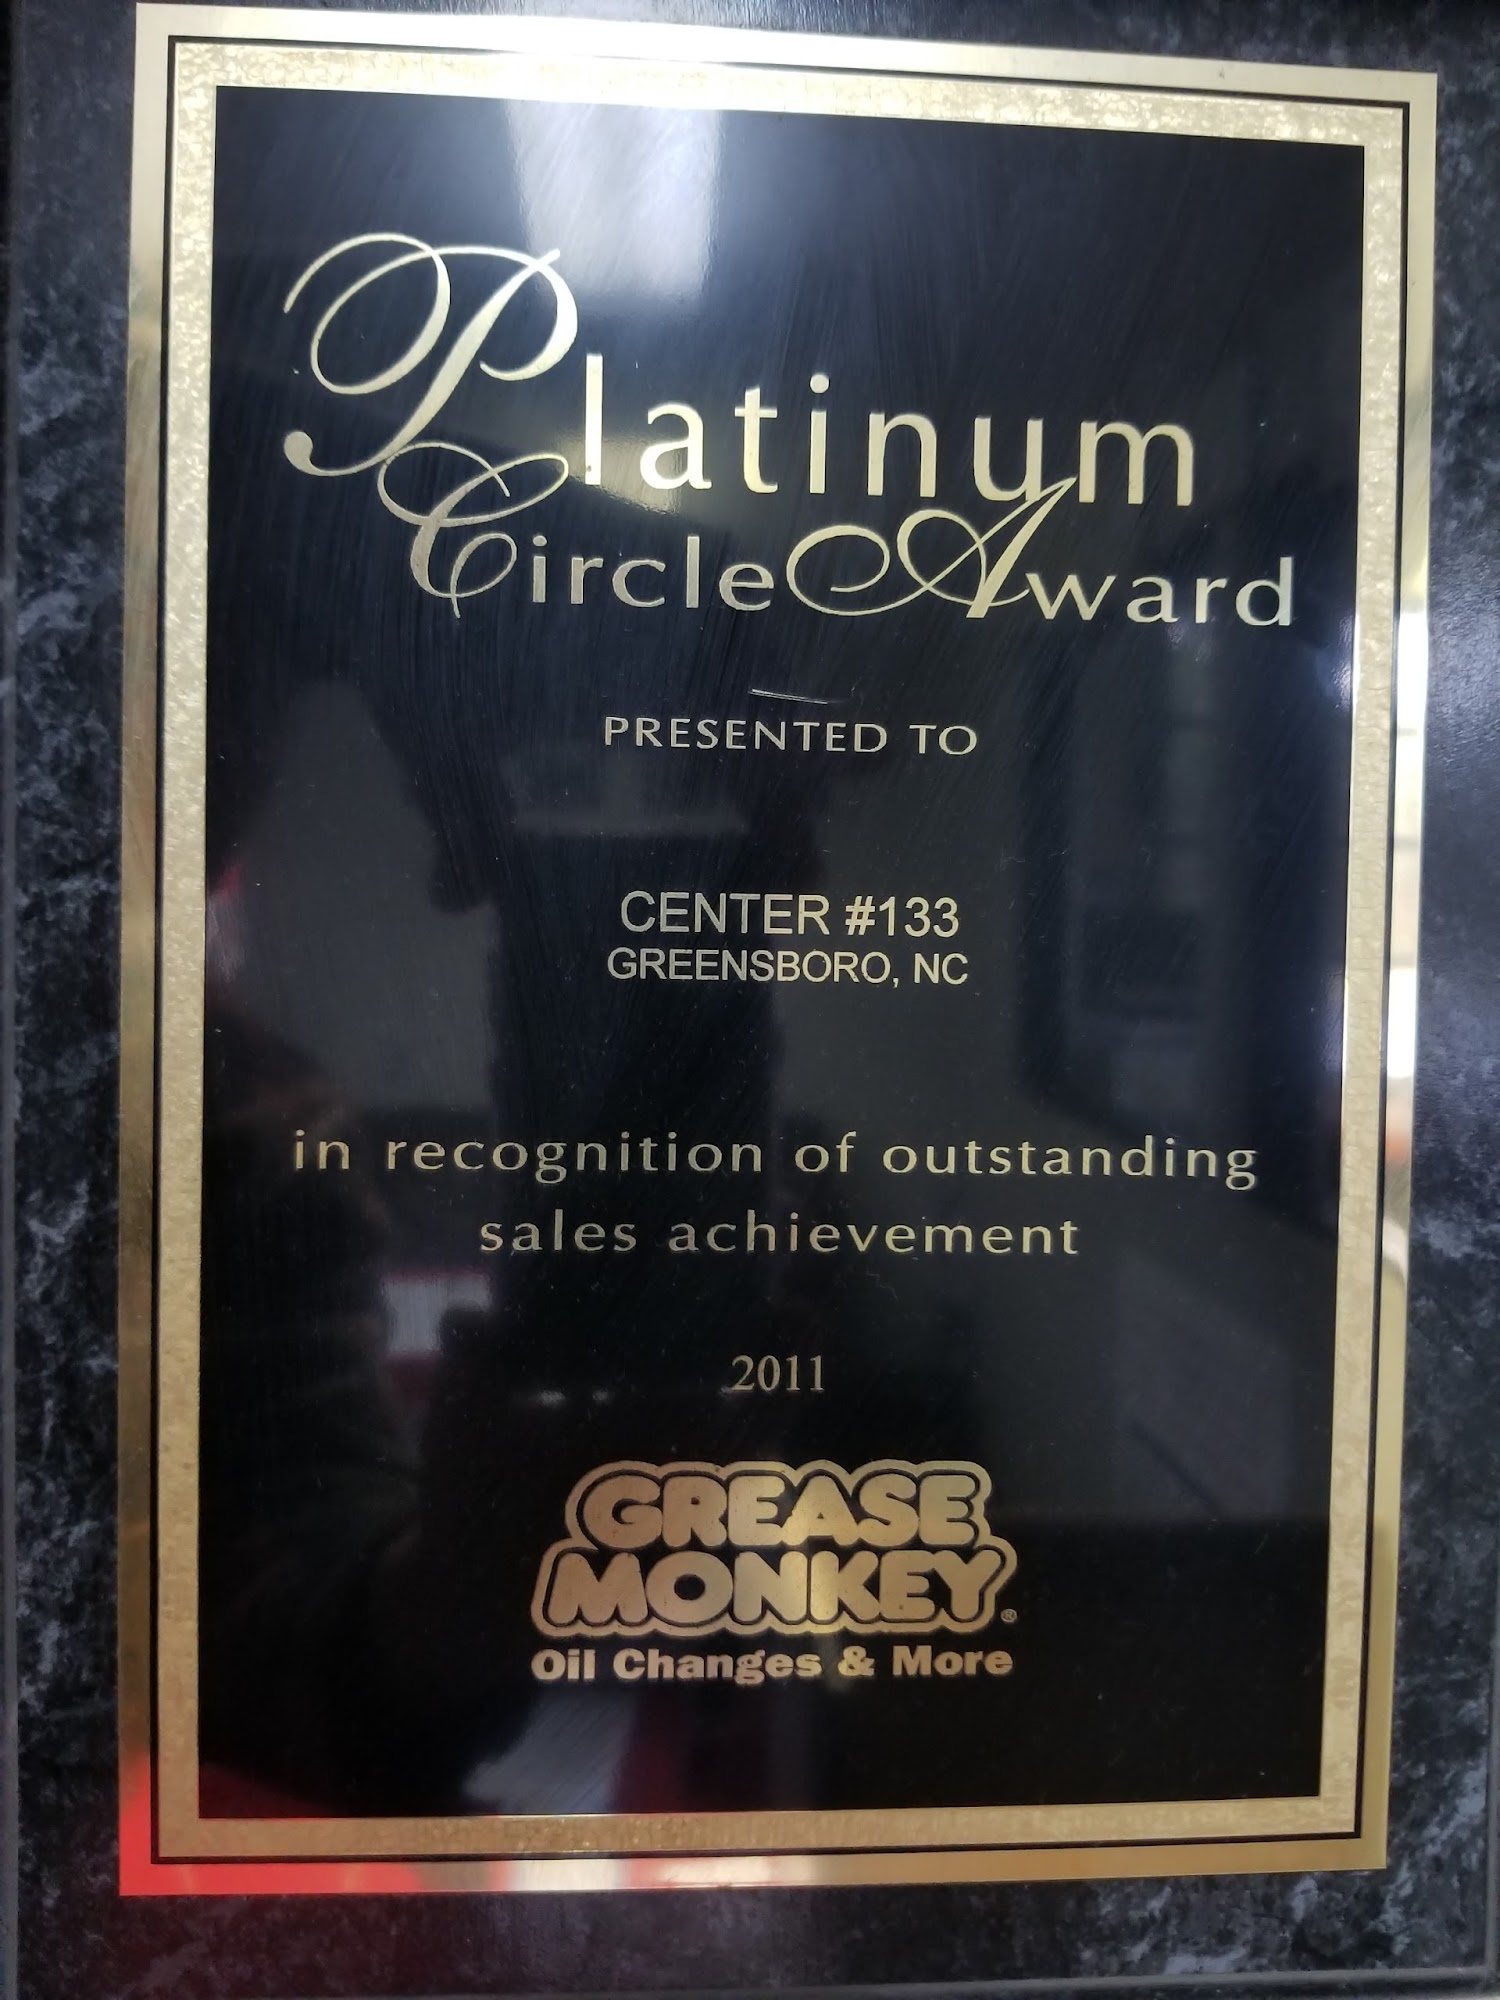 Platinum
Circle Award
PRESENTED TO
CENTER #133
GREENSBORO, NC
in recognition of outstanding
sales achievement
2011
GREASE
MONKEY®
Oil Changes & More